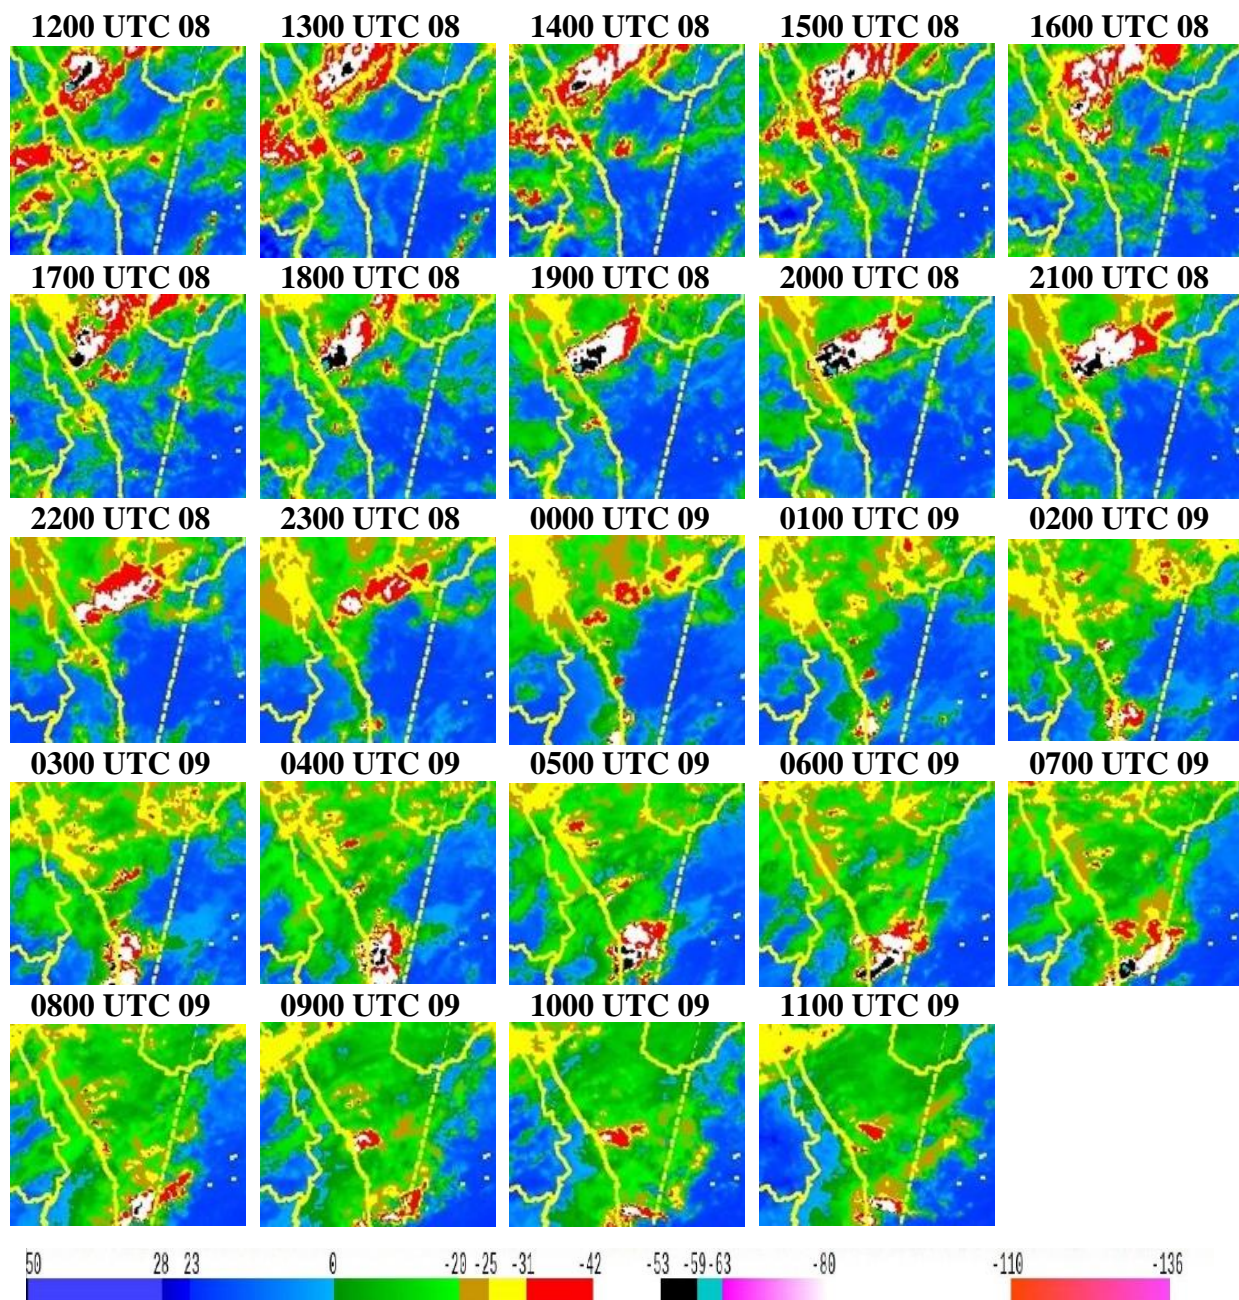 1200 UTC 08 1300 UTC 08 1400 UTC 08 1500 UTC 08 1600 UTC 08
1700 UTC 08 1800 UTC 08 1900 UTC 08 2000 UTC 08 2100 UTC 08
2200 UTC 08 2300 UTC 08 0000 UTC 09 0100 UTC 09 0200 UTC 09
0300 UTC 09 0400 UTC 09 0500 UTC 09 0600 UTC 09 0700 UTC 09
0800 UTC 09 0900 UTC 09 1000 UTC 09 1100 UTC 09
50 28 23 0 -20 -25 -31 -42 -53 -59 -63 -80 -110 -136